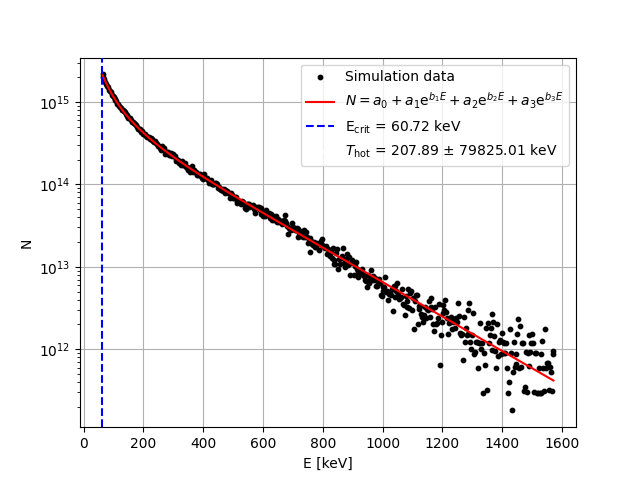 Simulation data
N = a₀ + a₁e^{b₁E} + a₂e^{b₂E} + a₃e^{b₃E}
E_crit = 60.72 keV
T_hot = 207.89 ± 79825.01 keV
10¹⁵
10¹⁴
N
10¹³
10¹²
0 200 400 600 800 1000 1200 1400 1600
E [keV]